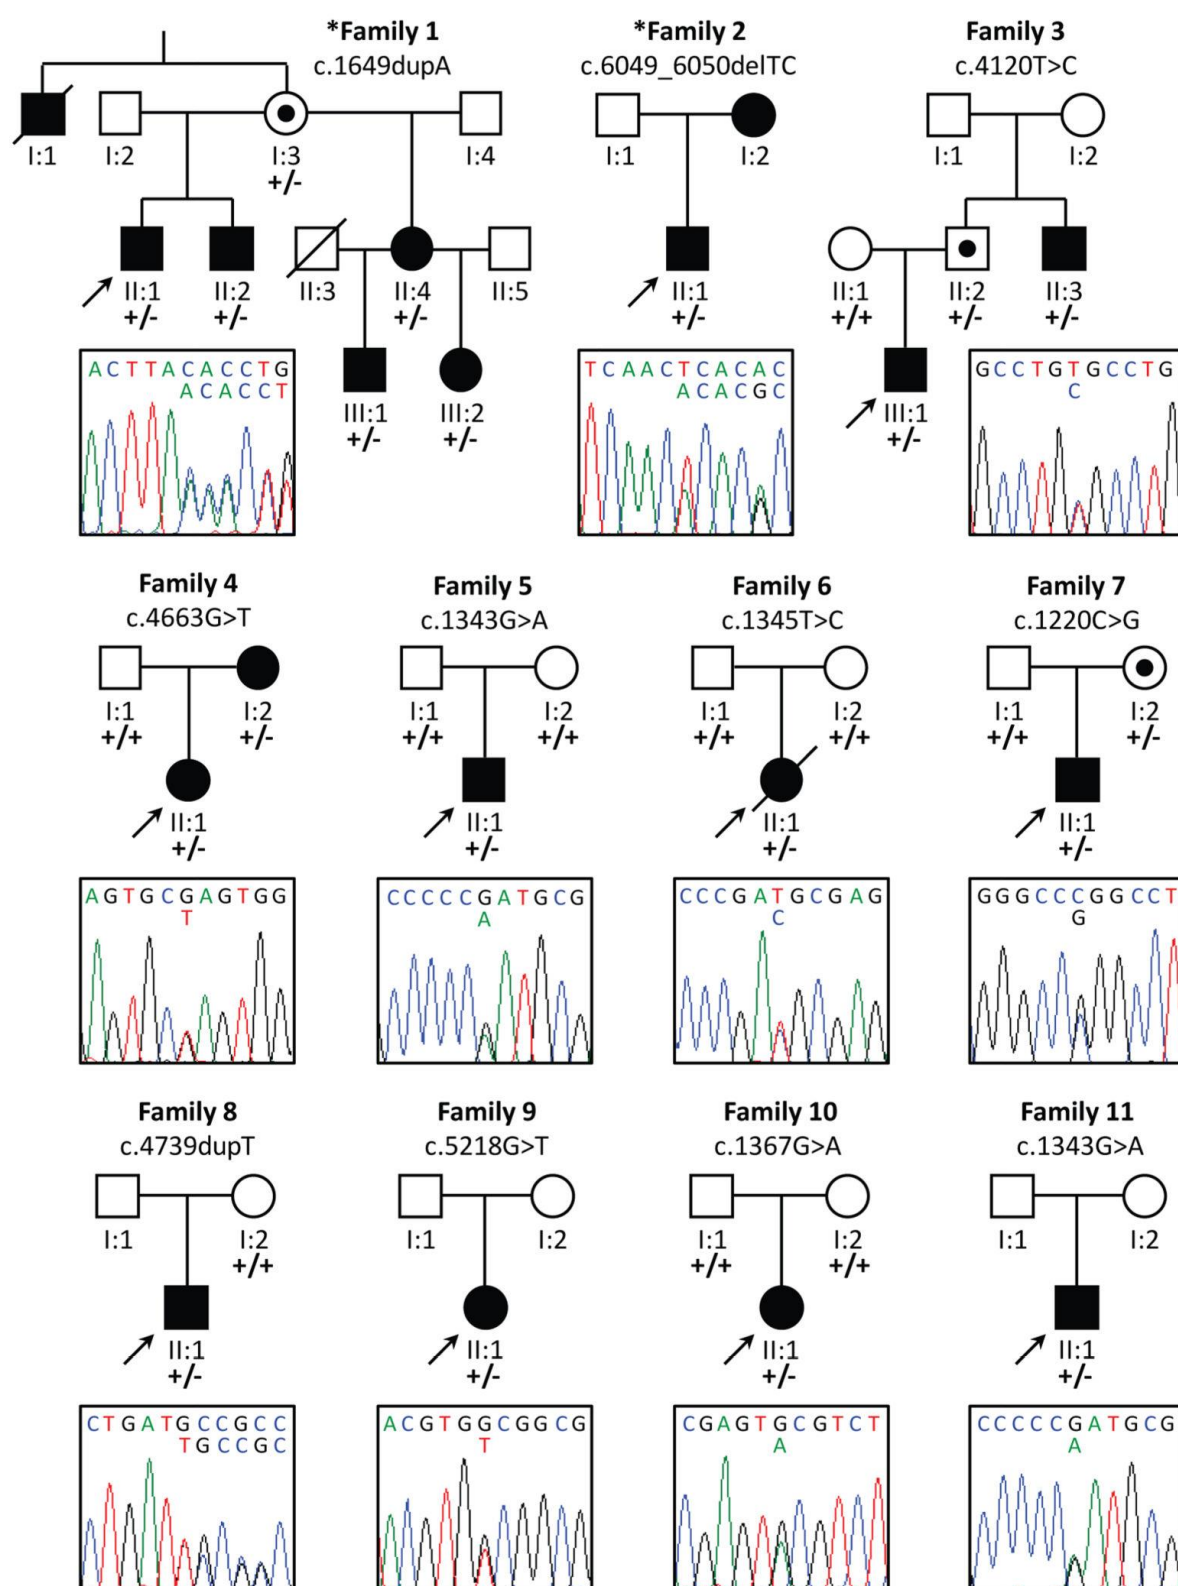 *Family 1
c.1649dupA
I:1
I:2
I:3
+/-
I:4
II:1
+/-
II:2
+/-
II:3
II:4
+/-
II:5
III:1
+/-
III:2
+/-
ACTTACACCTG
ACACCT
*Family 2
c.6049_6050delTC
I:1
I:2
II:1
+/-
TCAACTCACAC
ACACGC
Family 3
c.4120T>C
I:1
I:2
II:1
+/+
II:2
+/-
II:3
+/-
III:1
+/-
GCCTGTGCCTG
C
Family 4
c.4663G>T
I:1
+/+
I:2
+/-
II:1
+/-
AGTGCGAGTGG
T
Family 5
c.1343G>A
I:1
+/+
I:2
+/+
II:1
+/-
CCCCCGATGCG
A
Family 6
c.1345T>C
I:1
+/+
I:2
+/+
II:1
+/-
CCCGATGCGAG
C
Family 7
c.1220C>G
I:1
+/+
I:2
+/-
II:1
+/-
GGGCCCGGCCT
G
Family 8
c.4739dupT
I:1
I:2
+/+
II:1
+/-
CTGATGCCGCC
TGCCGC
Family 9
c.5218G>T
I:1
I:2
II:1
+/-
ACGTGGCGGCG
T
Family 10
c.1367G>A
I:1
+/+
I:2
+/+
II:1
+/-
CGAGTGCGTCT
A
Family 11
c.1343G>A
I:1
I:2
II:1
+/-
CCCCCGATGCG
A